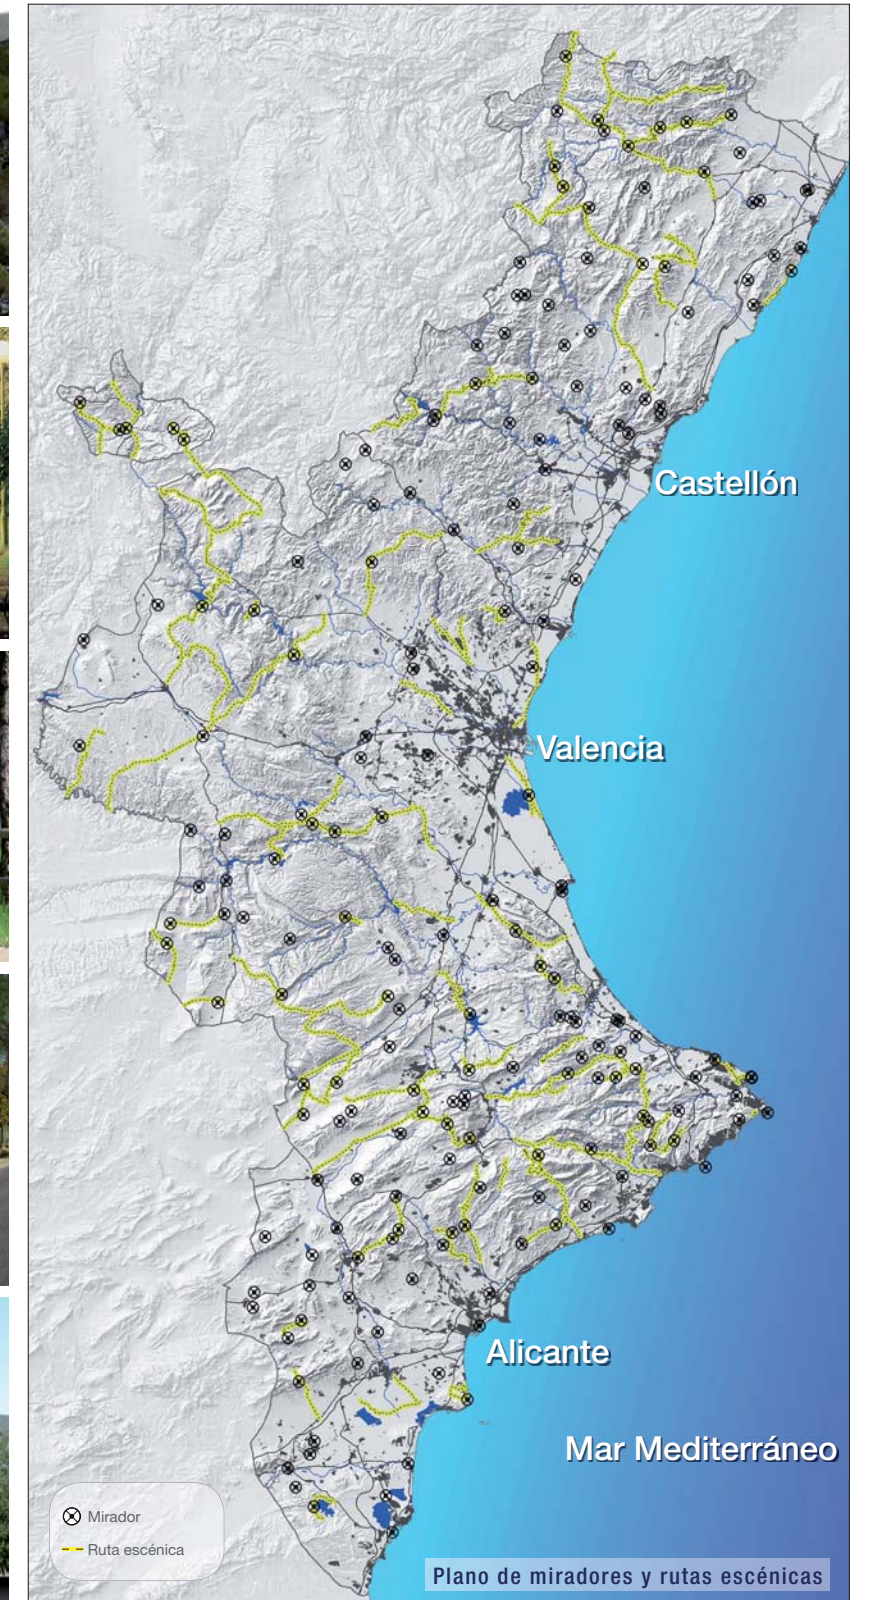 Castellón
Valencia
Alicante
Mar Mediterráneo
Mirador
Ruta escénica
Plano de miradores y rutas escénicas